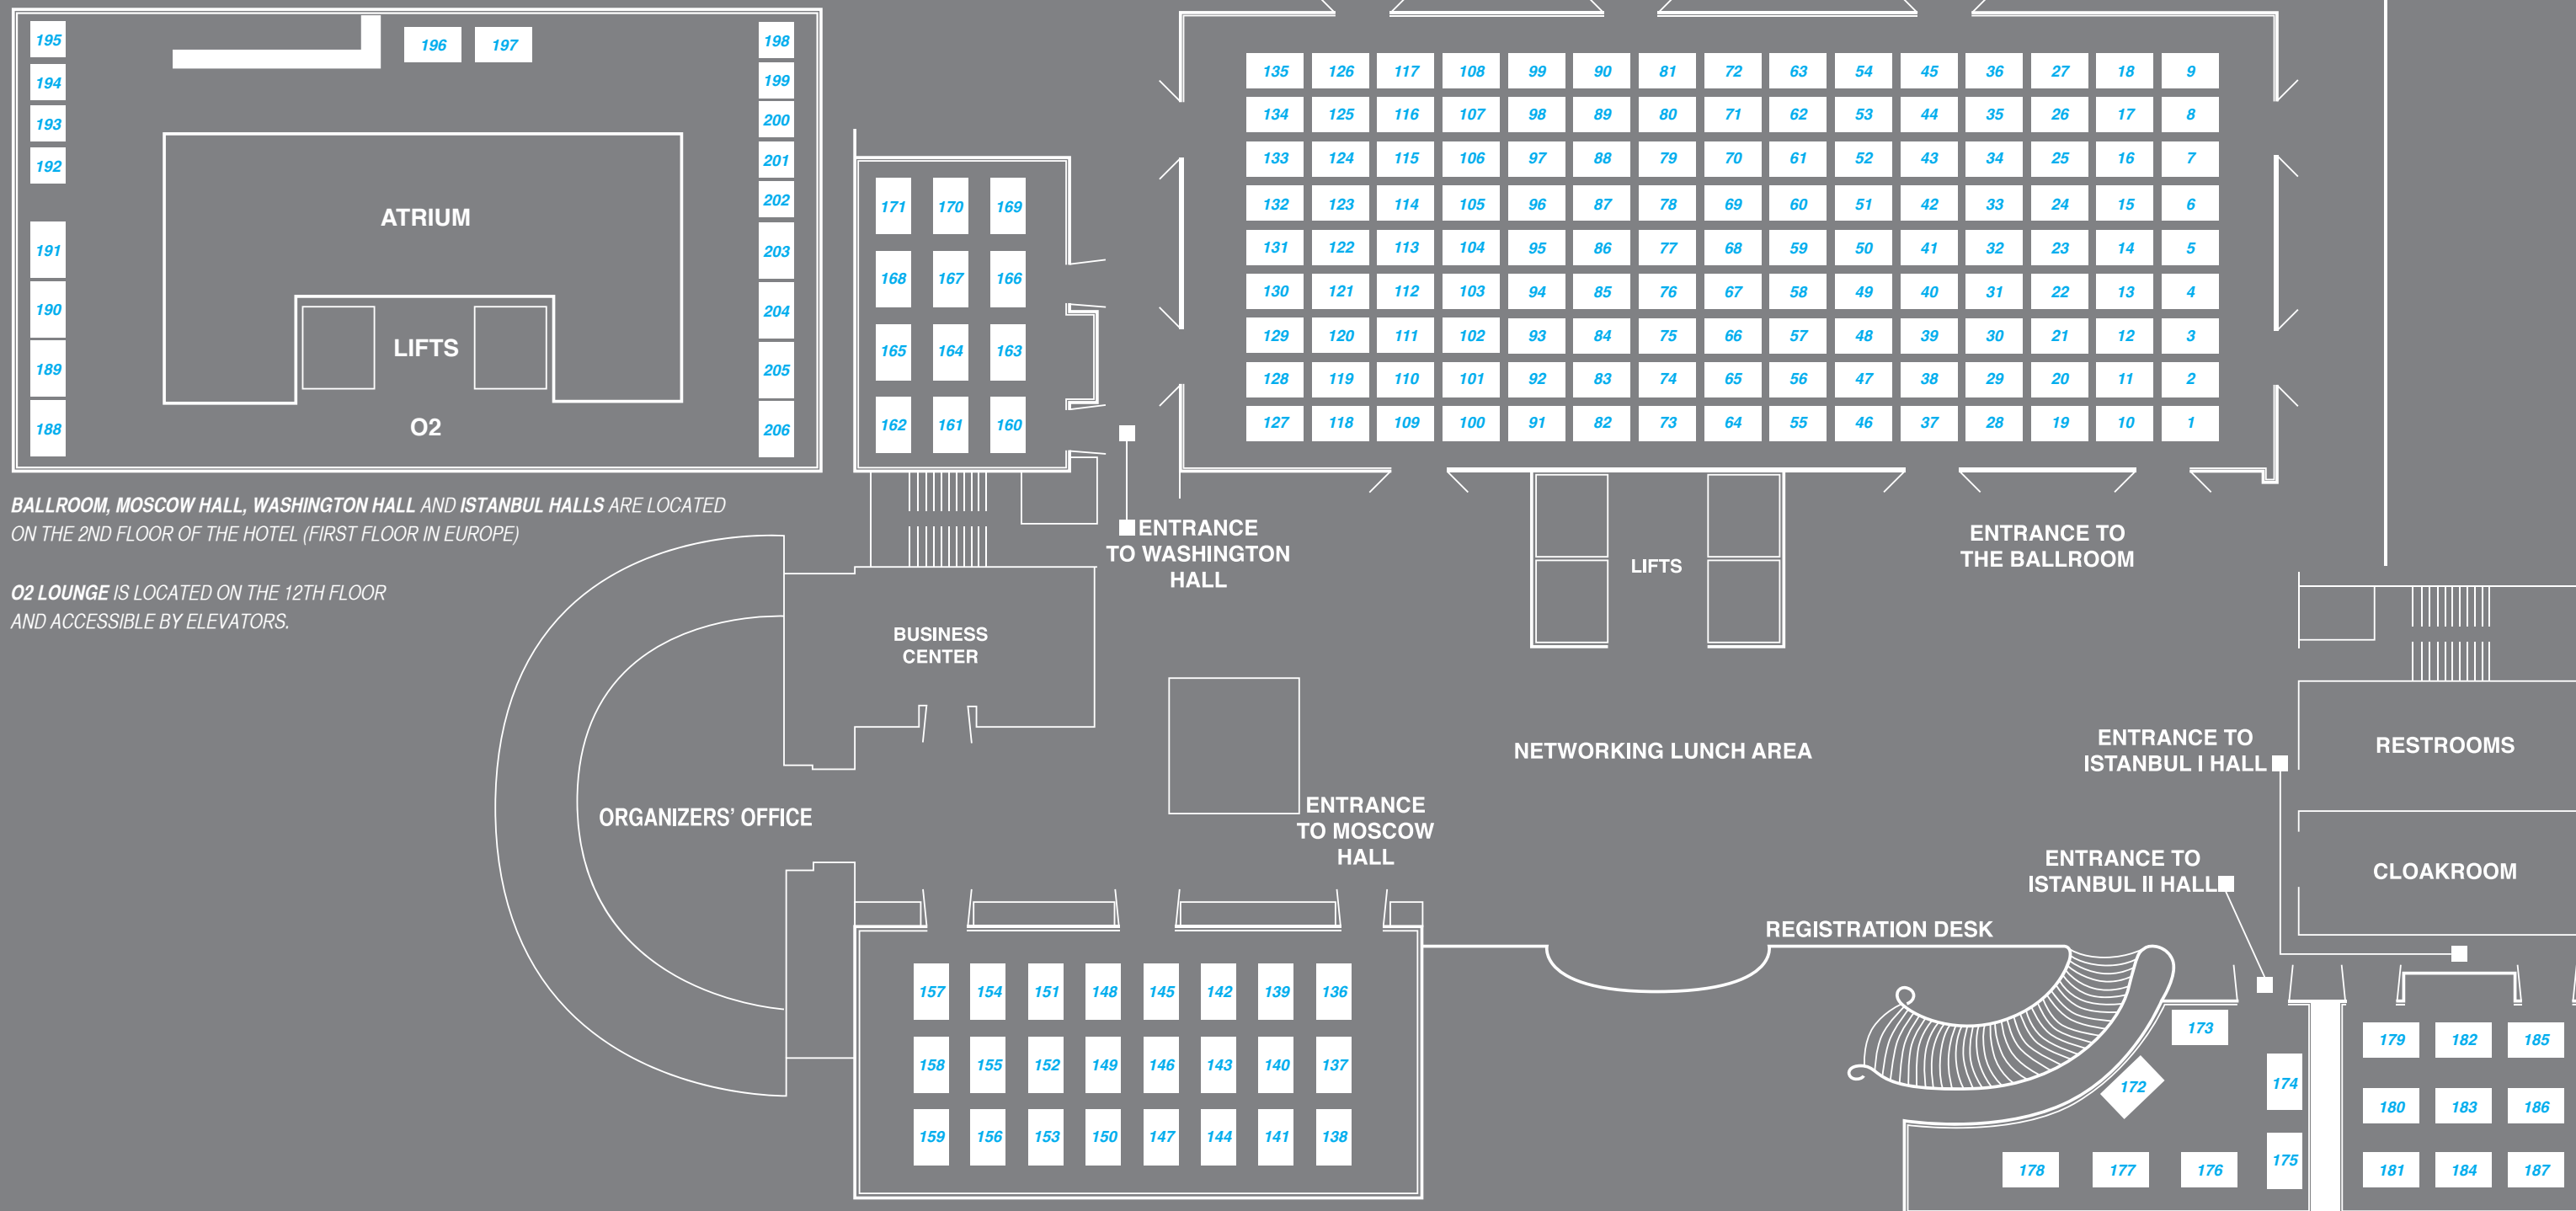 195
194
193
192
191
190
189
188
196 197
198
199
200
201
202
203
204
205
206
ATRIUM
LIFTS
O2
BALLROOM, MOSCOW HALL, WASHINGTON HALL AND ISTANBUL HALLS ARE LOCATED
ON THE 2ND FLOOR OF THE HOTEL (FIRST FLOOR IN EUROPE)
O2 LOUNGE IS LOCATED ON THE 12TH FLOOR
AND ACCESSIBLE BY ELEVATORS.
171 170 169
168 167 166
165 164 163
162 161 160
135 126 117 108 99 90 81 72 63 54 45 36 27 18 9
134 125 116 107 98 89 80 71 62 53 44 35 26 17 8
133 124 115 106 97 88 79 70 61 52 43 34 25 16 7
132 123 114 105 96 87 78 69 60 51 42 33 24 15 6
131 122 113 104 95 86 77 68 59 50 41 32 23 14 5
130 121 112 103 94 85 76 67 58 49 40 31 22 13 4
129 120 111 102 93 84 75 66 57 48 39 30 21 12 3
128 119 110 101 92 83 74 65 56 47 38 29 20 11 2
127 118 109 100 91 82 73 64 55 46 37 28 19 10 1
ENTRANCE
TO WASHINGTON
HALL
LIFTS
ENTRANCE TO
THE BALLROOM
BUSINESS
CENTER
ORGANIZERS' OFFICE
NETWORKING LUNCH AREA
ENTRANCE
TO MOSCOW
HALL
ENTRANCE TO
ISTANBUL I HALL
RESTROOMS
ENTRANCE TO
ISTANBUL II HALL
CLOAKROOM
REGISTRATION DESK
157 154 151 148 145 142 139 136
158 155 152 149 146 143 140 137
159 156 153 150 147 144 141 138
173
172
174
175
178 177 176
179 182 185
180 183 186
181 184 187